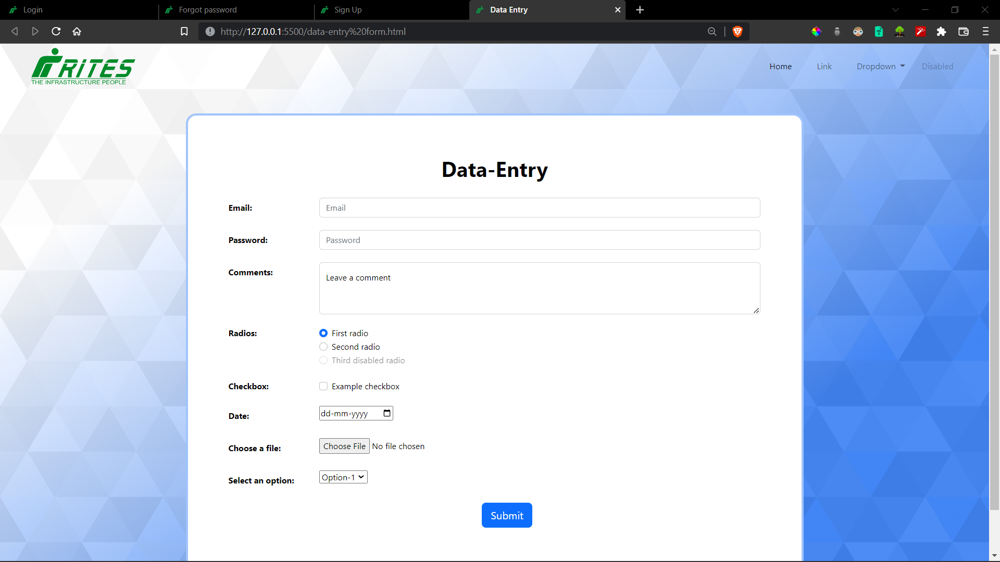 Login
Forgot password
Sign Up
Data Entry
http://127.0.0.1:5500/data-entry%20form.html
RITES
THE INFRASTRUCTURE PEOPLE
Home
Link
Dropdown
Disabled
Data-Entry
Email:
Email
Password:
Password
Comments:
Leave a comment
Radios:
First radio
Second radio
Third disabled radio
Checkbox:
Example checkbox
Date:
dd-mm-yyyy
Choose a file:
Choose File No file chosen
Select an option:
Option-1
Submit